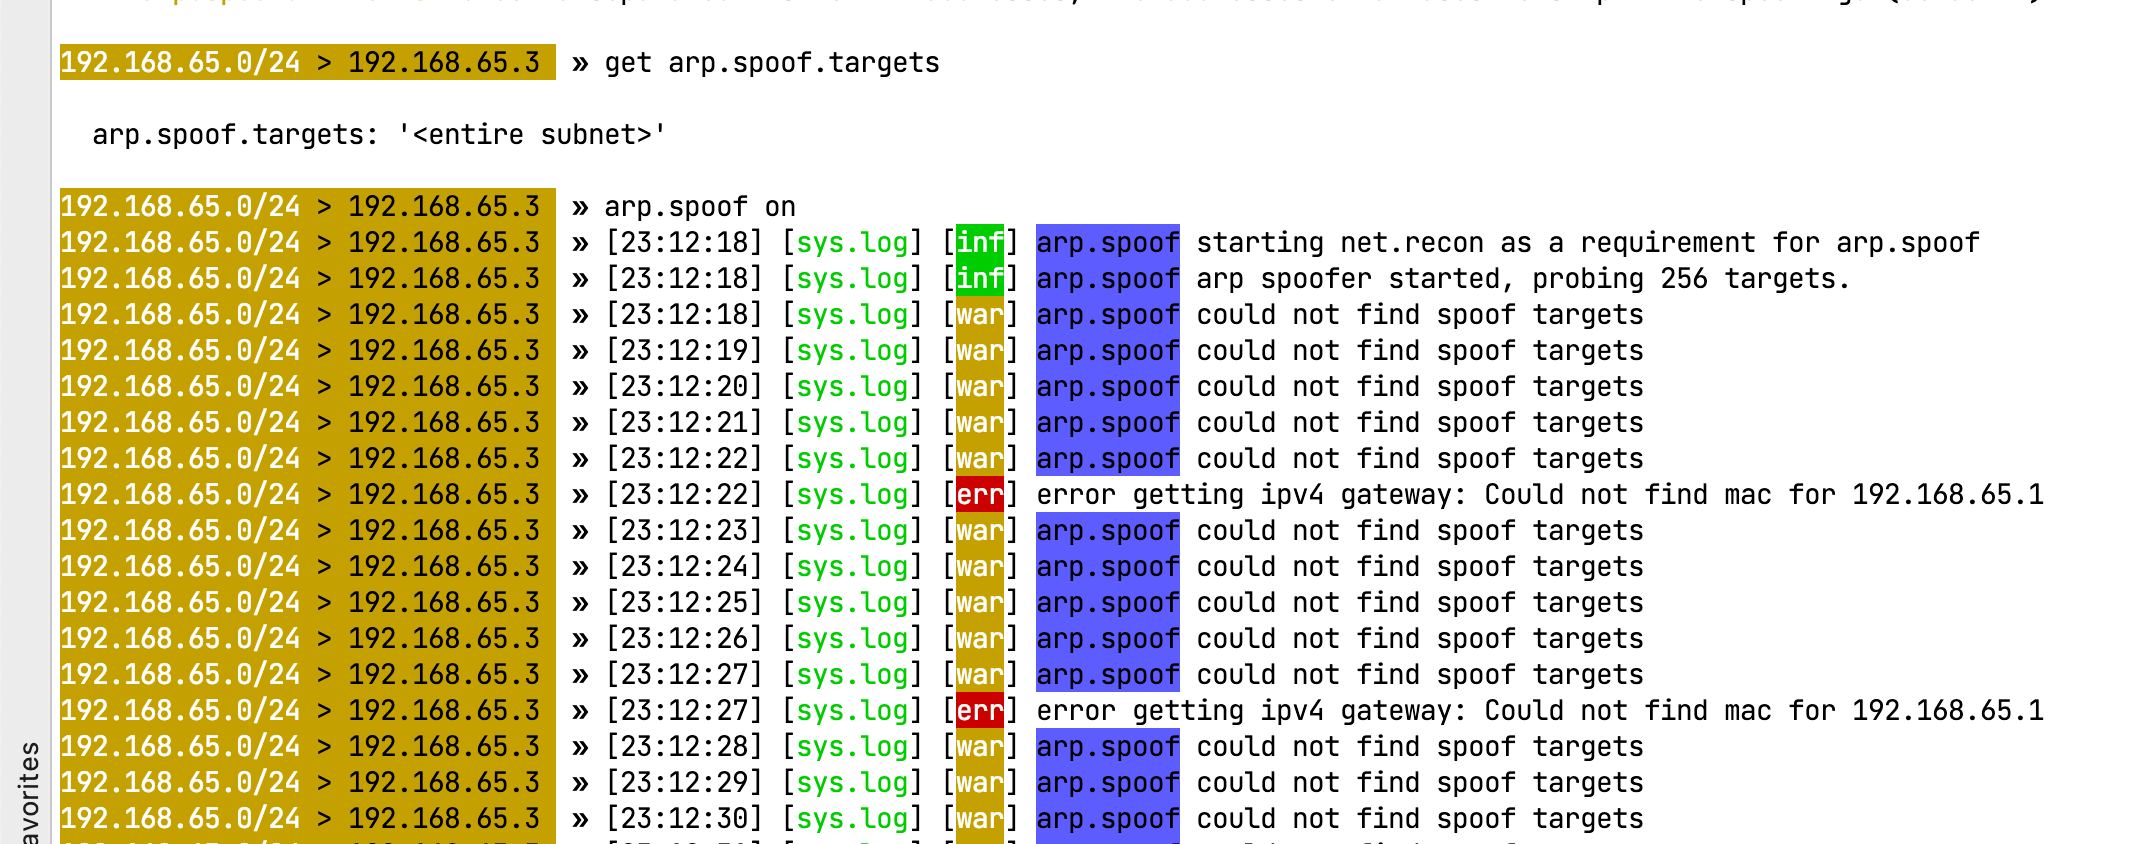 192.168.65.0/24 > 192.168.65.3 » get arp.spoof.targets
arp.spoof.targets: '<entire subnet>'
192.168.65.0/24 > 192.168.65.3 » arp.spoof on
192.168.65.0/24 > 192.168.65.3 » [23:12:18] [sys.log] [inf] arp.spoof starting net.recon as a requirement for arp.spoof
192.168.65.0/24 > 192.168.65.3 » [23:12:18] [sys.log] [inf] arp.spoof arp spoofer started, probing 256 targets.
192.168.65.0/24 > 192.168.65.3 » [23:12:18] [sys.log] [war] arp.spoof could not find spoof targets
192.168.65.0/24 > 192.168.65.3 » [23:12:19] [sys.log] [war] arp.spoof could not find spoof targets
192.168.65.0/24 > 192.168.65.3 » [23:12:20] [sys.log] [war] arp.spoof could not find spoof targets
192.168.65.0/24 > 192.168.65.3 » [23:12:21] [sys.log] [war] arp.spoof could not find spoof targets
192.168.65.0/24 > 192.168.65.3 » [23:12:22] [sys.log] [war] arp.spoof could not find spoof targets
192.168.65.0/24 > 192.168.65.3 » [23:12:22] [sys.log] [err] error getting ipv4 gateway: Could not find mac for 192.168.65.1
192.168.65.0/24 > 192.168.65.3 » [23:12:23] [sys.log] [war] arp.spoof could not find spoof targets
192.168.65.0/24 > 192.168.65.3 » [23:12:24] [sys.log] [war] arp.spoof could not find spoof targets
192.168.65.0/24 > 192.168.65.3 » [23:12:25] [sys.log] [war] arp.spoof could not find spoof targets
192.168.65.0/24 > 192.168.65.3 » [23:12:26] [sys.log] [war] arp.spoof could not find spoof targets
192.168.65.0/24 > 192.168.65.3 » [23:12:27] [sys.log] [war] arp.spoof could not find spoof targets
192.168.65.0/24 > 192.168.65.3 » [23:12:27] [sys.log] [err] error getting ipv4 gateway: Could not find mac for 192.168.65.1
192.168.65.0/24 > 192.168.65.3 » [23:12:28] [sys.log] [war] arp.spoof could not find spoof targets
192.168.65.0/24 > 192.168.65.3 » [23:12:29] [sys.log] [war] arp.spoof could not find spoof targets
192.168.65.0/24 > 192.168.65.3 » [23:12:30] [sys.log] [war] arp.spoof could not find spoof targets
avorites